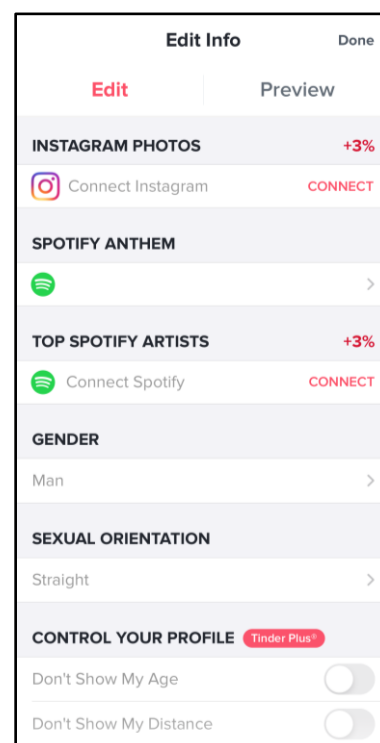 Edit Info Done
Edit Preview
INSTAGRAM PHOTOS +3%
Connect Instagram CONNECT
SPOTIFY ANTHEM
TOP SPOTIFY ARTISTS +3%
Connect Spotify CONNECT
GENDER
Man
SEXUAL ORIENTATION
Straight
CONTROL YOUR PROFILE Tinder Plus®
Don't Show My Age
Don't Show My Distance